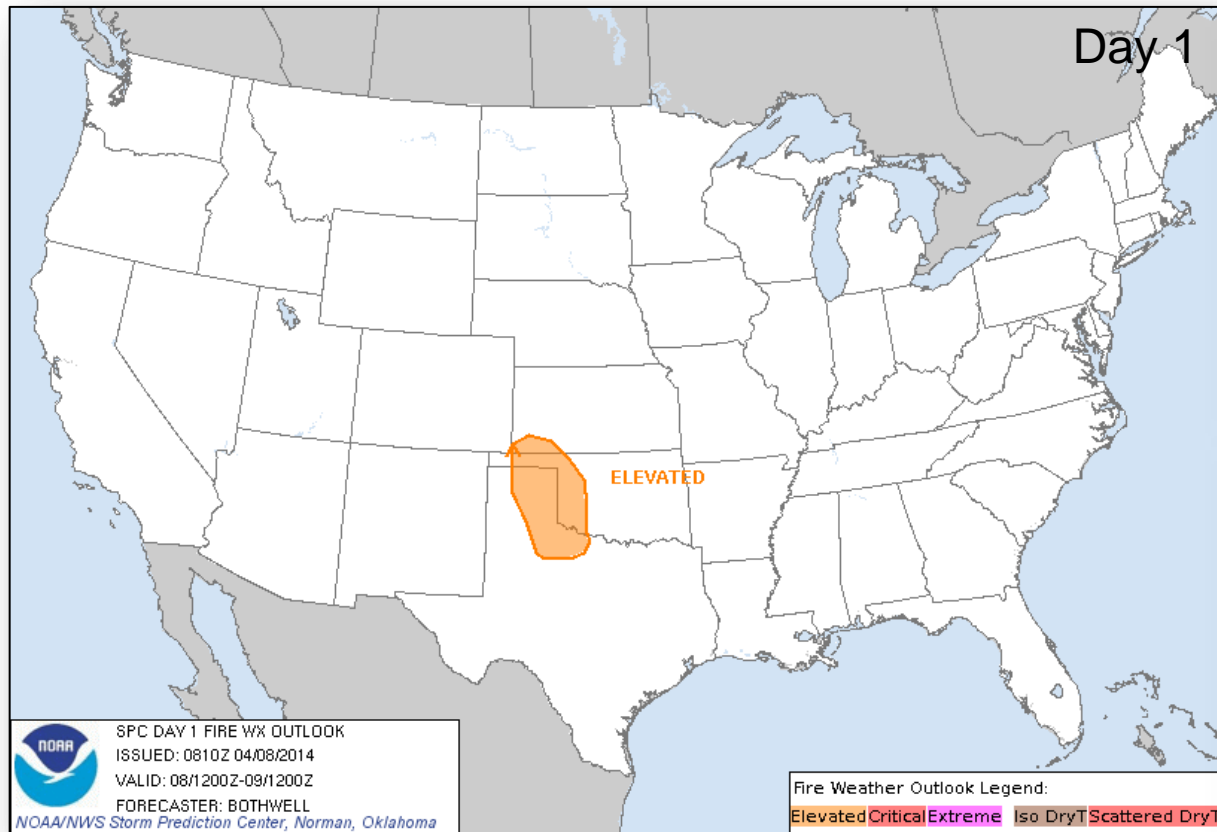 Day 1
ELEVATED
NOAA
SPC DAY 1 FIRE WX OUTLOOK
ISSUED: 0810Z 04/08/2014
VALID: 08/1200Z-09/1200Z
FORECASTER: BOTHWELL
NOAA/NWS Storm Prediction Center, Norman, Oklahoma
Fire Weather Outlook Legend:
Elevated Critical Extreme Iso DryT Scattered DryT